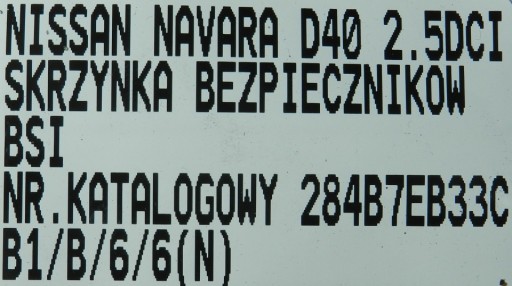 NISSAN NAVARA D40 2.5DCI
SKRZYNKA BEZPIECZNIKOW
BSI
NR.KATALOGOWY 284B7EB33C
B1/B/6/6(N)